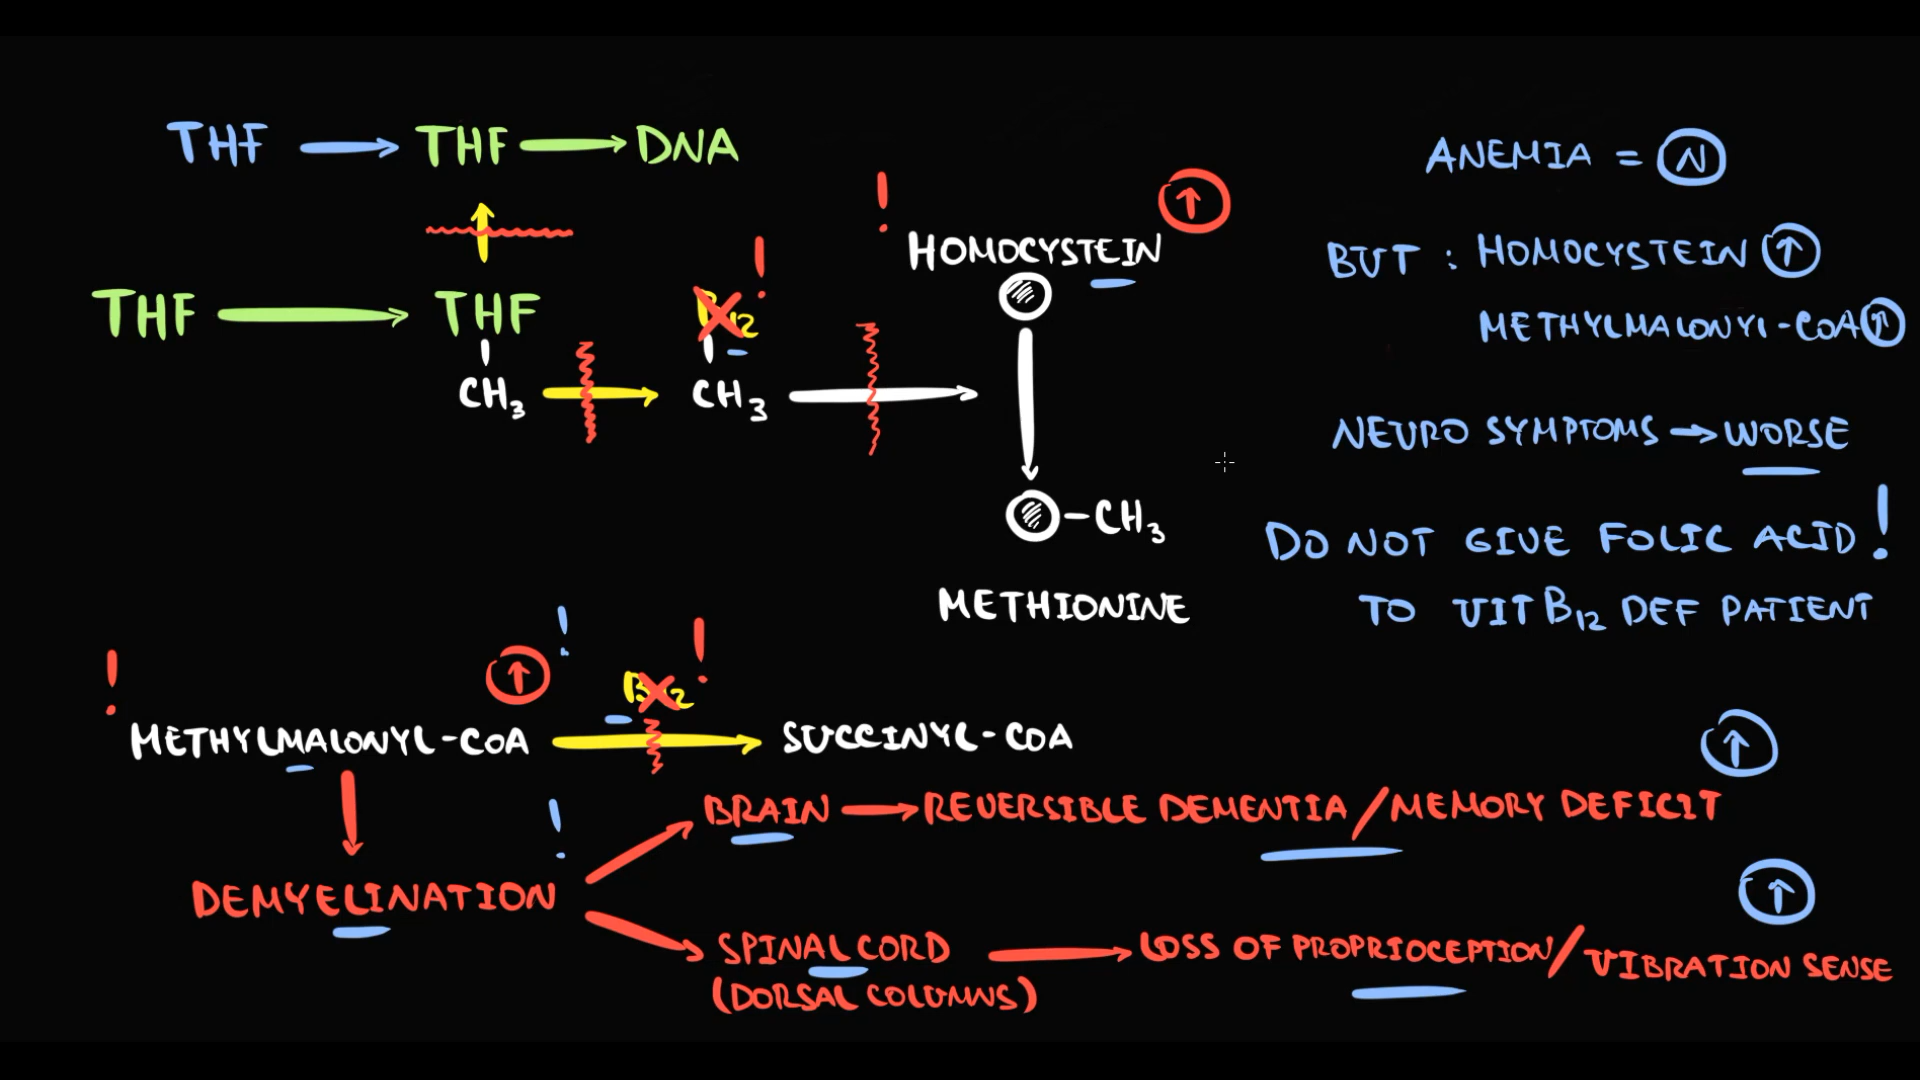 THF → THF → DNA
THF → THF
CH3
B12
CH3
!
!
HOMOCYSTEIN ↑
-CH3
METHIONINE
ANEMIA = N
BUT : HOMOCYSTEIN ↑
METHYLMALONYL-COA ↑
NEURO SYMPTOMS → WORSE
DO NOT GIVE FOLIC ACID !
TO VIT B12 DEF PATIENT
! ↑ ! !
B12
METHYLMALONYL-COA → SUCCINYL-COA
DEMYELINATION !
BRAIN → REVERSIBLE DEMENTIA / MEMORY DEFICIT ↑
SPINAL CORD → LOSS OF PROPRIOCEPTION / VIBRATION SENSE ↑
(DORSAL COLUMNS)